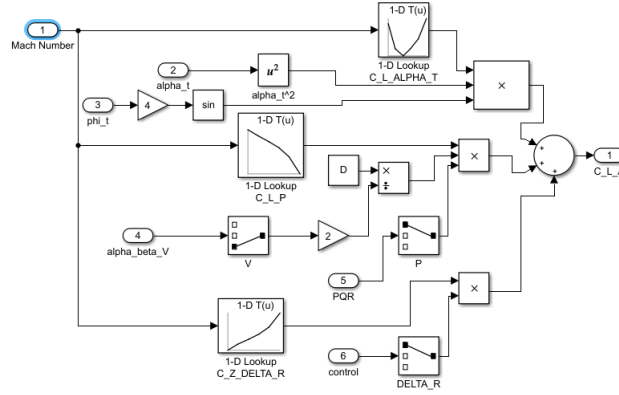 1
Mach Number
1-D T(u)
1-D Lookup
C_L_ALPHA_T
2
alpha_t
u²
alpha_t^2
3
phi_t
4
sin
×
1-D T(u)
1-D Lookup
C_L_P
D
×
÷
×
+
+
+
1
4
alpha_beta_V
V
2
5
PQR
P
1-D T(u)
1-D Lookup
C_Z_DELTA_R
×
6
control
DELTA_R